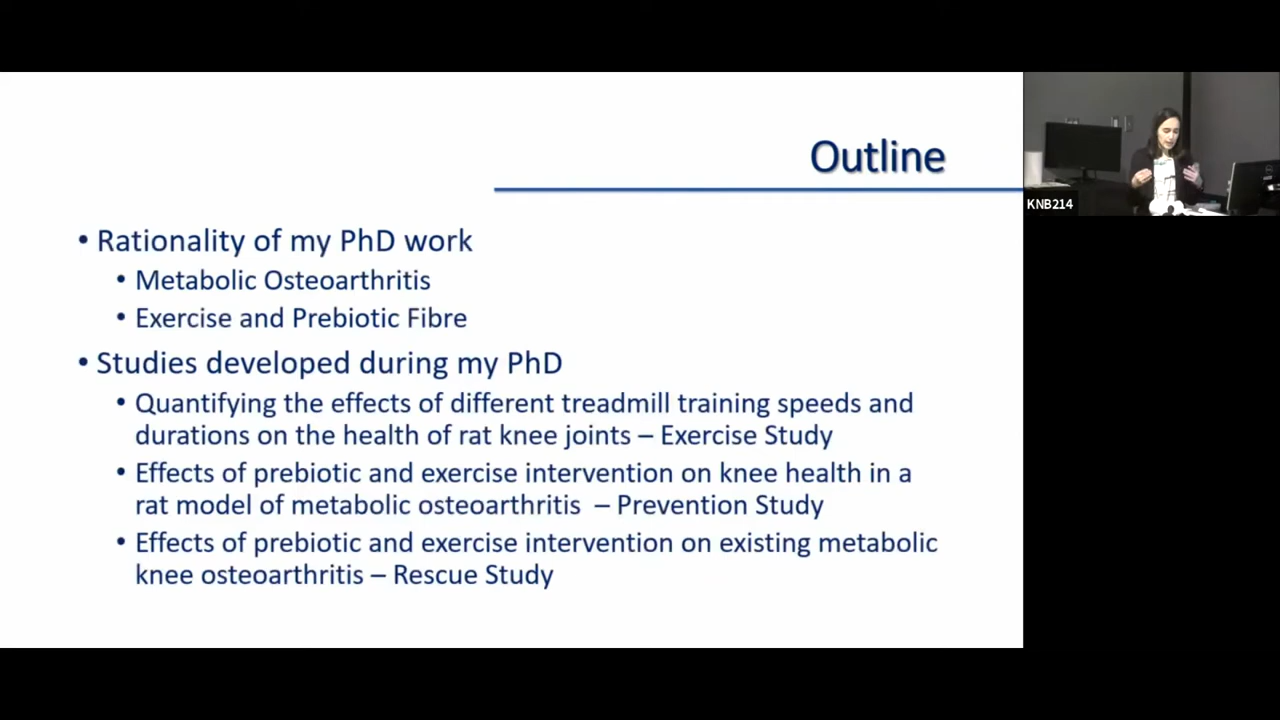 Outline
• Rationality of my PhD work
• Metabolic Osteoarthritis
• Exercise and Prebiotic Fibre
• Studies developed during my PhD
• Quantifying the effects of different treadmill training speeds and
durations on the health of rat knee joints – Exercise Study
• Effects of prebiotic and exercise intervention on knee health in a
rat model of metabolic osteoarthritis – Prevention Study
• Effects of prebiotic and exercise intervention on existing metabolic
knee osteoarthritis – Rescue Study
KNB214